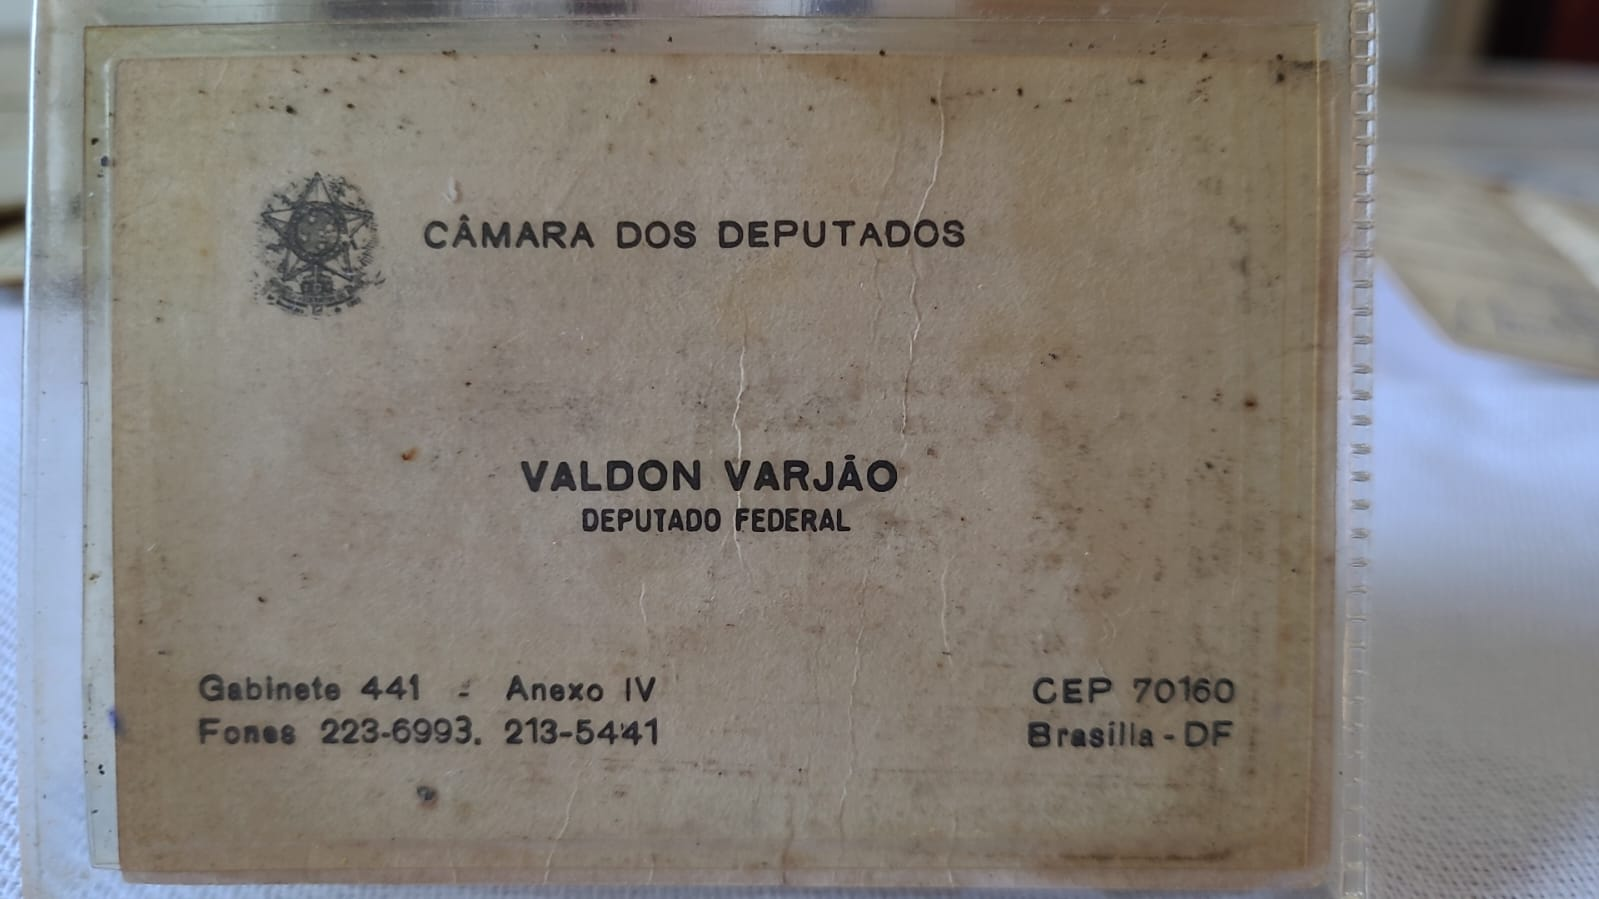 CÂMARA DOS DEPUTADOS
VALDON VARJÃO
DEPUTADO FEDERAL
Gabinete 441 - Anexo IV
Fones 223-6993. 213-5441
CEP 70160
Brasília - DF